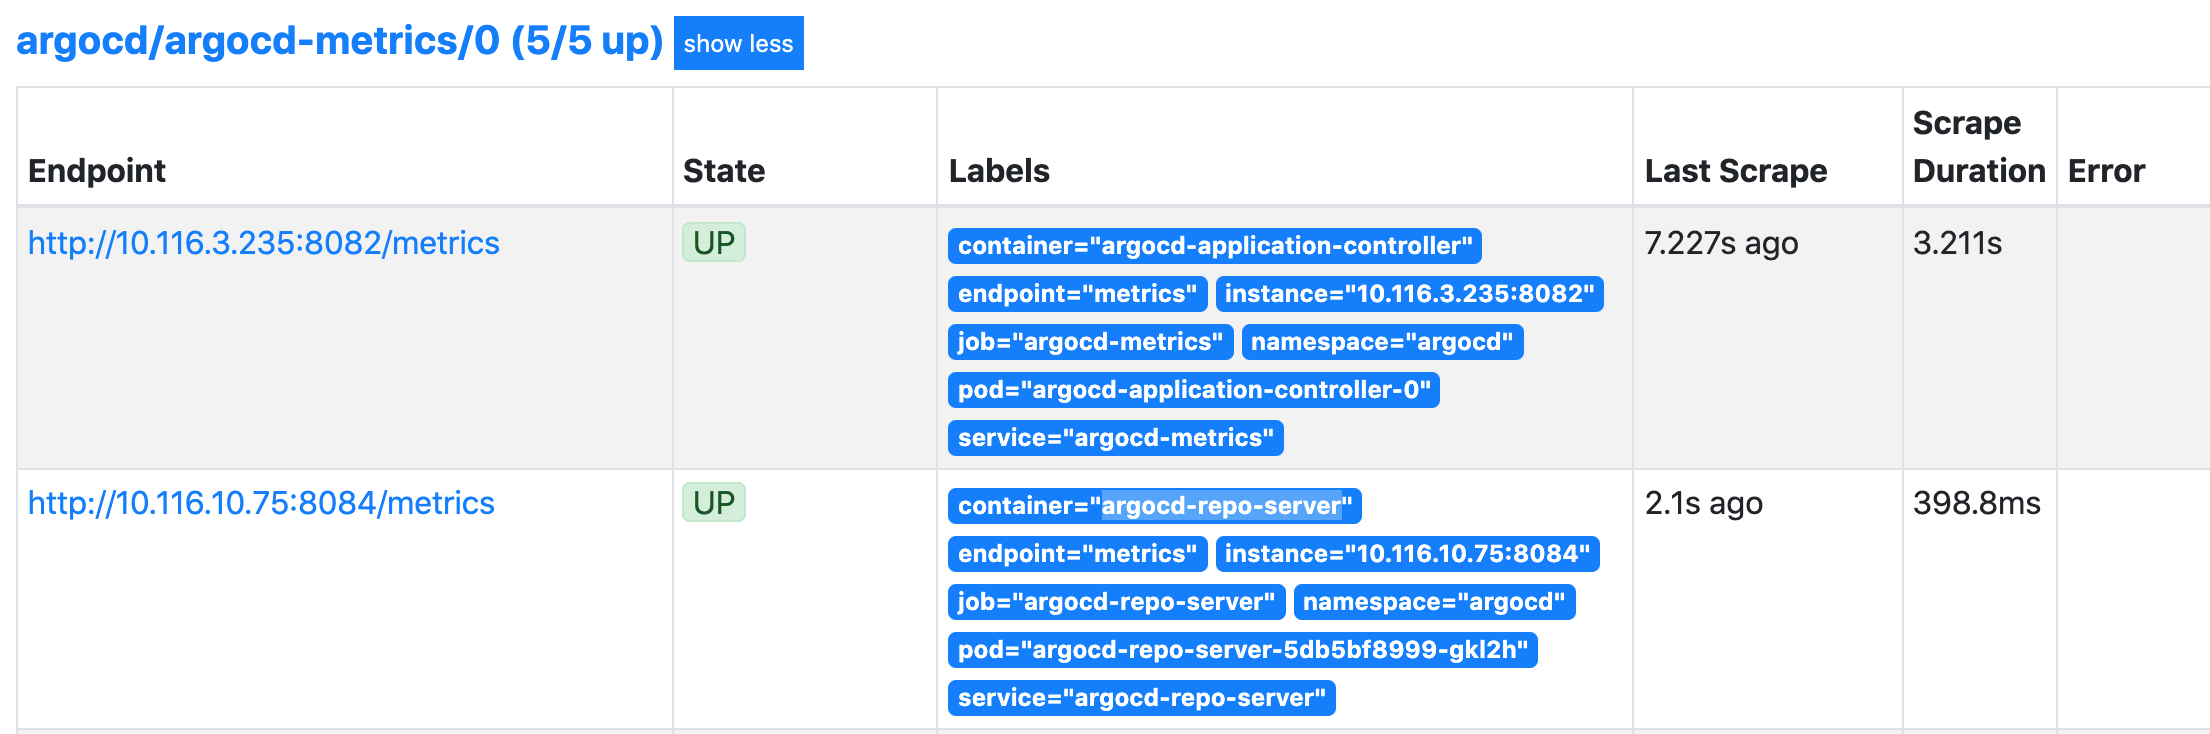 argocd/argocd-metrics/0 (5/5 up) show less
Endpoint State Labels Last Scrape Scrape Duration Error
http://10.116.3.235:8082/metrics UP container="argocd-application-controller" 7.227s ago 3.211s
endpoint="metrics" instance="10.116.3.235:8082"
job="argocd-metrics" namespace="argocd"
pod="argocd-application-controller-0"
service="argocd-metrics"
http://10.116.10.75:8084/metrics UP container="argocd-repo-server" 2.1s ago 398.8ms
endpoint="metrics" instance="10.116.10.75:8084"
job="argocd-repo-server" namespace="argocd"
pod="argocd-repo-server-5db5bf8999-gkl2h"
service="argocd-repo-server"